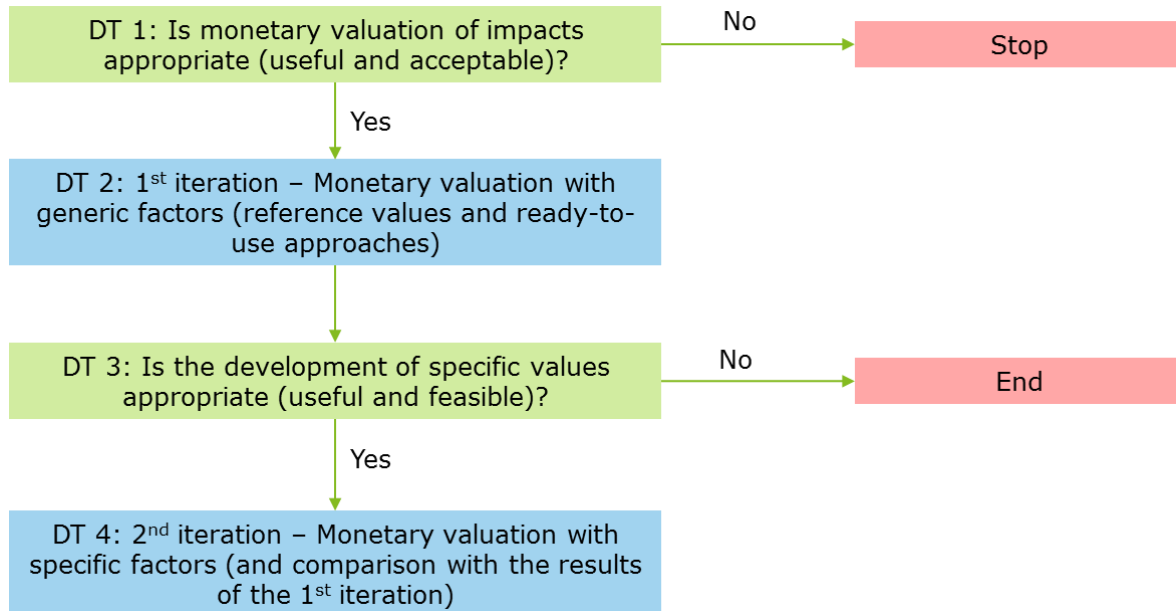 DT 1: Is monetary valuation of impacts
appropriate (useful and acceptable)?
No
Stop
Yes
DT 2: 1st iteration – Monetary valuation with
generic factors (reference values and ready-to-
use approaches)
DT 3: Is the development of specific values
appropriate (useful and feasible)?
No
End
Yes
DT 4: 2nd iteration – Monetary valuation with
specific factors (and comparison with the results
of the 1st iteration)